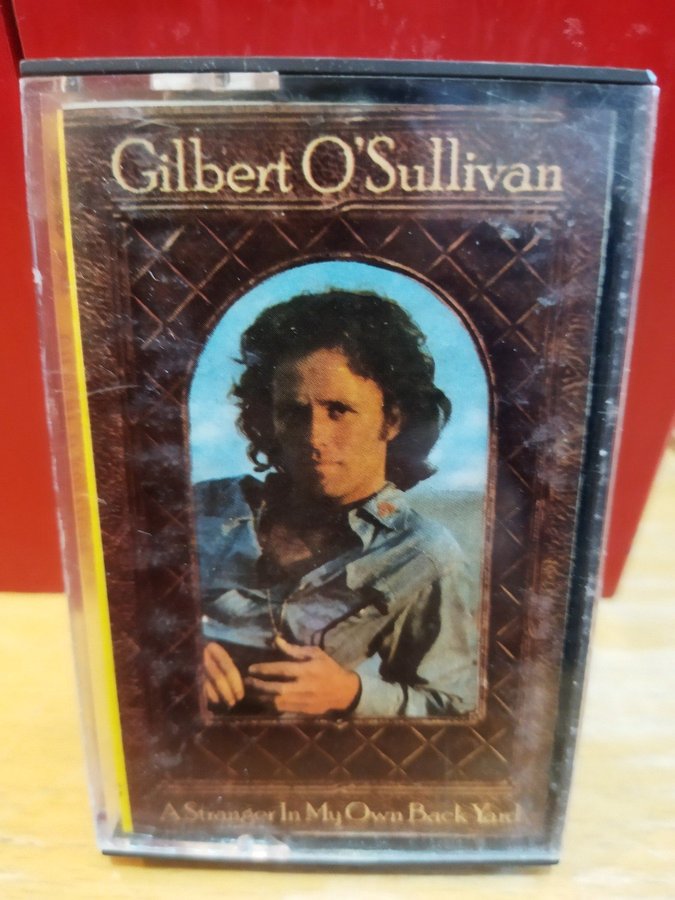 Gilbert O'Sullivan
A Stranger In My Own Back Yard